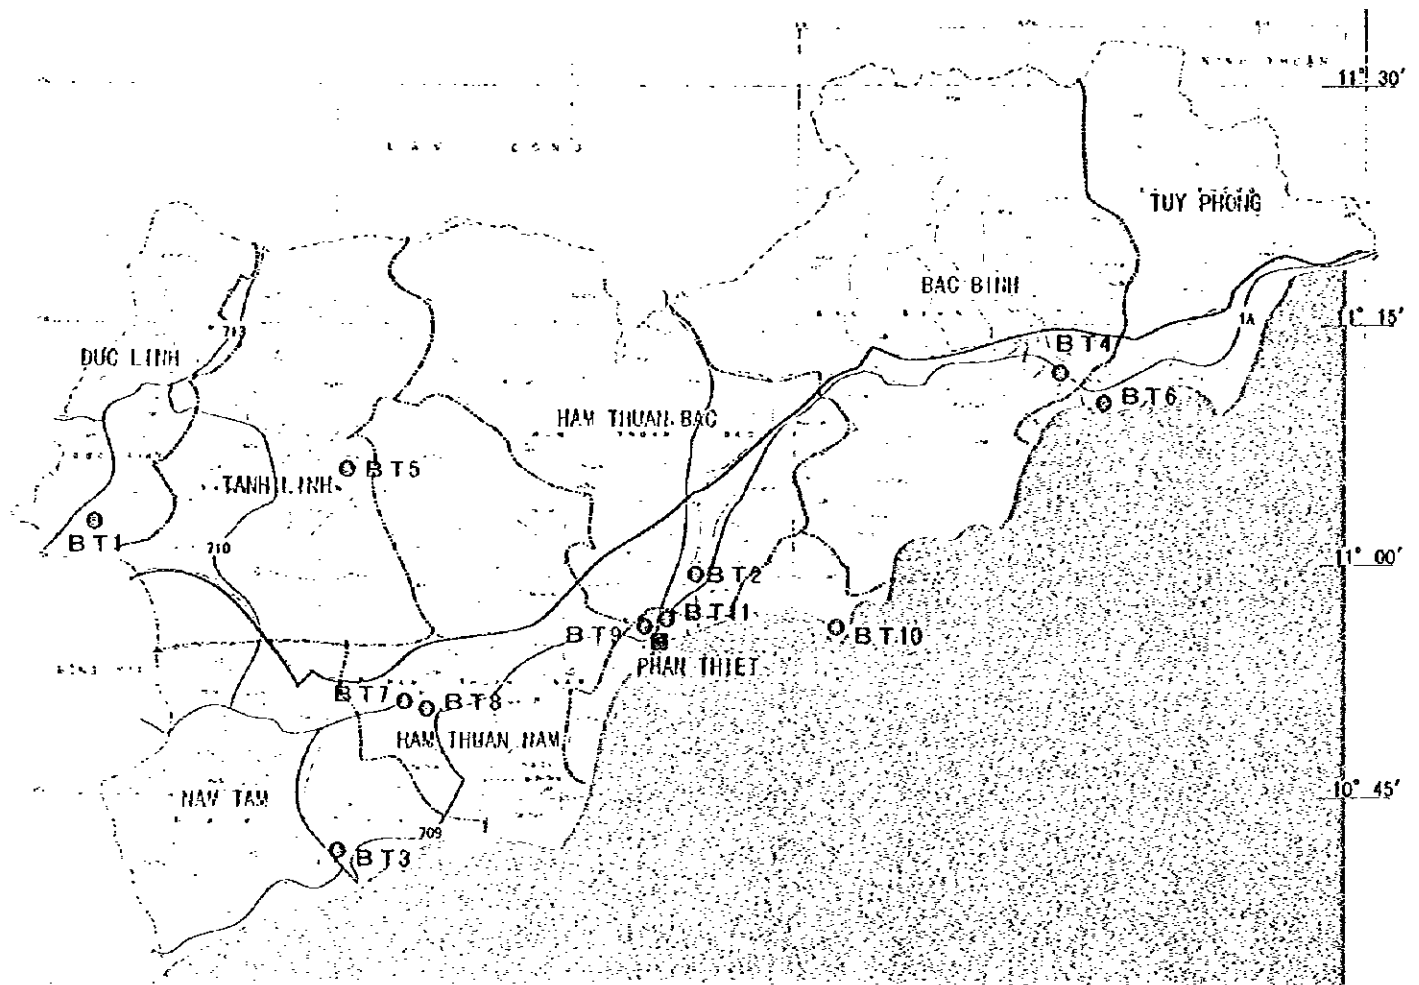 11° 30'
TUY PHONG
BAC BINH
1A
11° 15'
713
DUC LINH
BT4
BT6
HAM THUAN BAC
BT5
TANH LINH
BT1
710
11° 00'
BT2
BT11
BT9
BT10
PHAN THIET
BT7
BT8
HAM THUAN NAM
10° 45'
NAM TAM
709
BT3